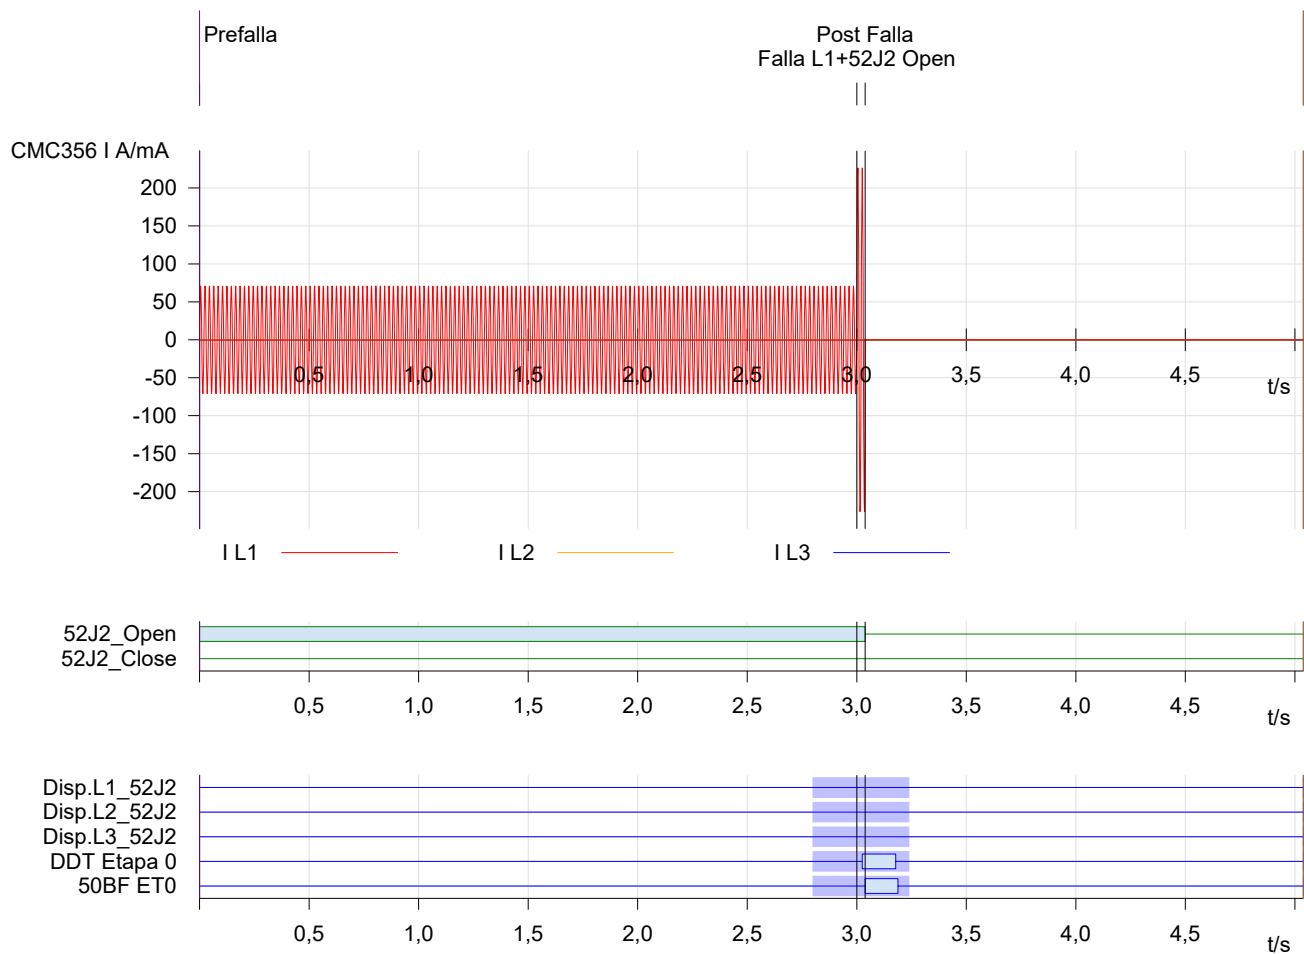 Prefalla
Post Falla
Falla L1+52J2 Open
CMC356 I A/mA
200
150
100
50
0
-50
-100
-150
-200
0,5 1,0 1,5 2,0 2,5 3,0 3,5 4,0 4,5 t/s
I L1 I L2 I L3
52J2_Open
52J2_Close
0,5 1,0 1,5 2,0 2,5 3,0 3,5 4,0 4,5 t/s
Disp.L1_52J2
Disp.L2_52J2
Disp.L3_52J2
DDT Etapa 0
50BF ET0
0,5 1,0 1,5 2,0 2,5 3,0 3,5 4,0 4,5 t/s